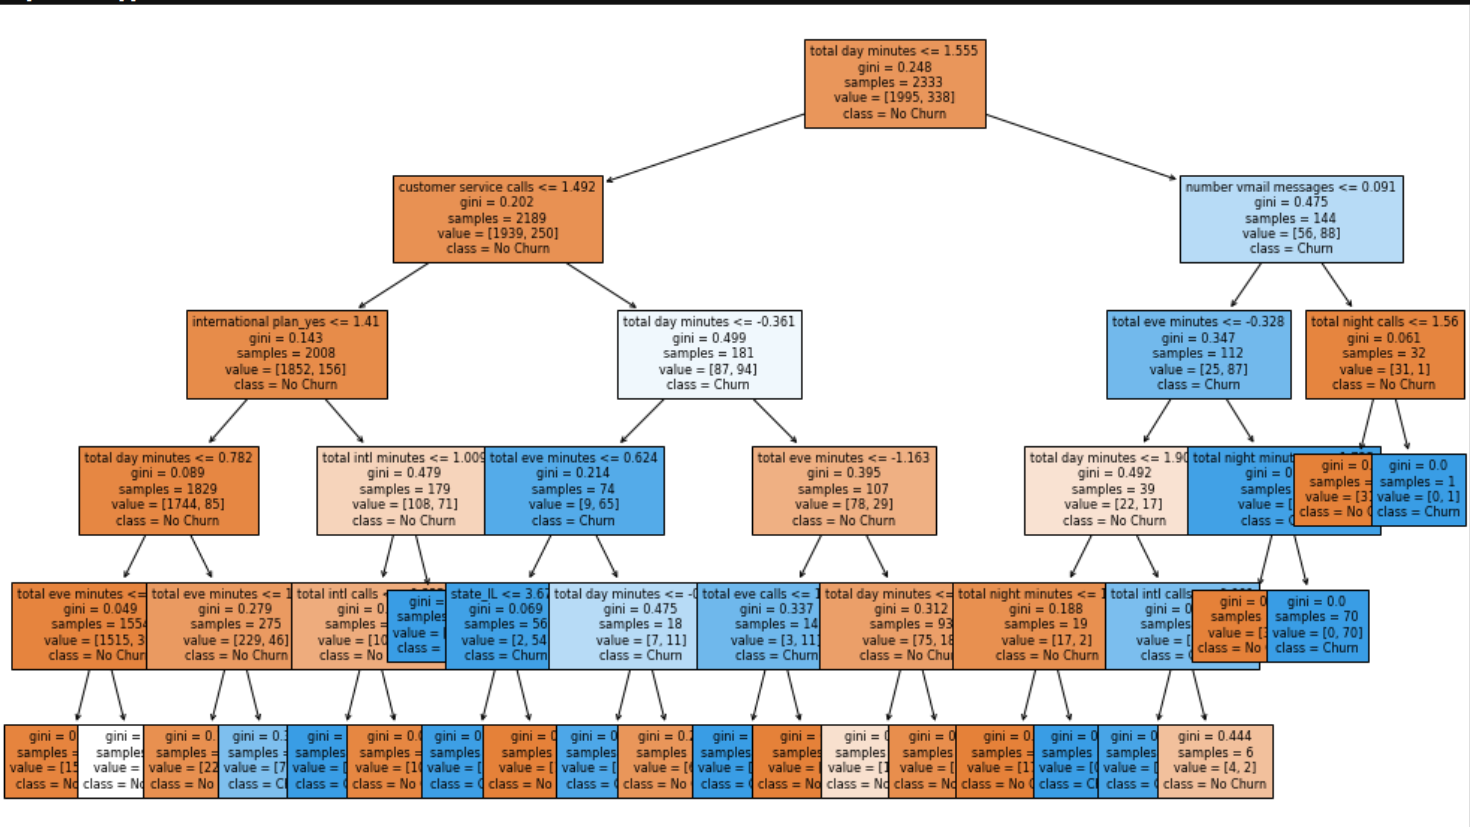 total day minutes <= 1.555
gini = 0.248
samples = 2333
value = [1995, 338]
class = No Churn
customer service calls <= 1.492
gini = 0.202
samples = 2189
value = [1939, 250]
class = No Churn
number vmail messages <= 0.091
gini = 0.475
samples = 144
value = [56, 88]
class = Churn
international plan_yes <= 1.41
gini = 0.143
samples = 2008
value = [1852, 156]
class = No Churn
total day minutes <= -0.361
gini = 0.499
samples = 181
value = [87, 94]
class = Churn
total eve minutes <= -0.328
gini = 0.347
samples = 112
value = [25, 87]
class = Churn
total night calls <= 1.56
gini = 0.061
samples = 32
value = [31, 1]
class = No Churn
total day minutes <= 0.782
gini = 0.089
samples = 1829
value = [1744, 85]
class = No Churn
total intl minutes <= 1.009
gini = 0.479
samples = 179
value = [108, 71]
class = No Churn
total eve minutes <= 0.624
gini = 0.214
samples = 74
value = [9, 65]
class = Churn
total eve minutes <= -1.163
gini = 0.395
samples = 107
value = [78, 29]
class = No Churn
total day minutes <= 1.90
gini = 0.492
samples = 39
value = [22, 17]
class = No Churn
total night minut
gini = 0
samples
value = [
class =
gini = 0.
samples =
value = [31
class = No C
gini = 0.0
samples = 1
value = [0, 1]
class = Churn
total eve minutes <=
gini = 0.049
samples = 1554
value = [1515, 3
class = No Churn
total eve minutes <= 1
gini = 0.279
samples = 275
value = [229, 46]
class = No Churn
total intl calls <
gini = 0.
samples =
value = [10
class = No
gini =
samples
value = [
class =
state_IL <= 3.67
gini = 0.069
samples = 56
value = [2, 54
class = Churn
total day minutes <= -0
gini = 0.475
samples = 18
value = [7, 11]
class = Churn
total eve calls <= 1
gini = 0.337
samples = 14
value = [3, 11]
class = Churn
total day minutes <=
gini = 0.312
samples = 93
value = [75, 18
class = No Chur
total night minutes <= 1
gini = 0.188
samples = 19
value = [17, 2]
class = No Churn
total intl calls
gini = 0
samples
value = [
class =
gini = 0
samples
value = [3
class = No
gini = 0.0
samples = 70
value = [0, 70]
class = Churn
gini = 0
samples =
value = [15
class = No
gini =
samples
value =
class = No
gini = 0.
samples =
value = [22
class = No
gini = 0.3
samples =
value = [7
class = Cl
gini =
samples
value = [
class =
gini = 0.0
samples =
value = [10
class = No
gini = 0
samples =
value = [
class =
gini = 0
samples =
value = [
class = No
gini = 0
samples
value = [
class =
gini = 0.2
samples =
value = [6
class = No
gini =
samples
value = [
class =
gini =
samples =
value =
class = No
gini = 0
samples =
value = [1
class = No
gini = 0
samples =
value = [
class = No
gini = 0.
samples =
value = [17
class = No
gini = 0
samples =
value = [0
class =
gini = 0
samples
value = [
class =
gini = 0.444
samples = 6
value = [4, 2]
class = No Churn